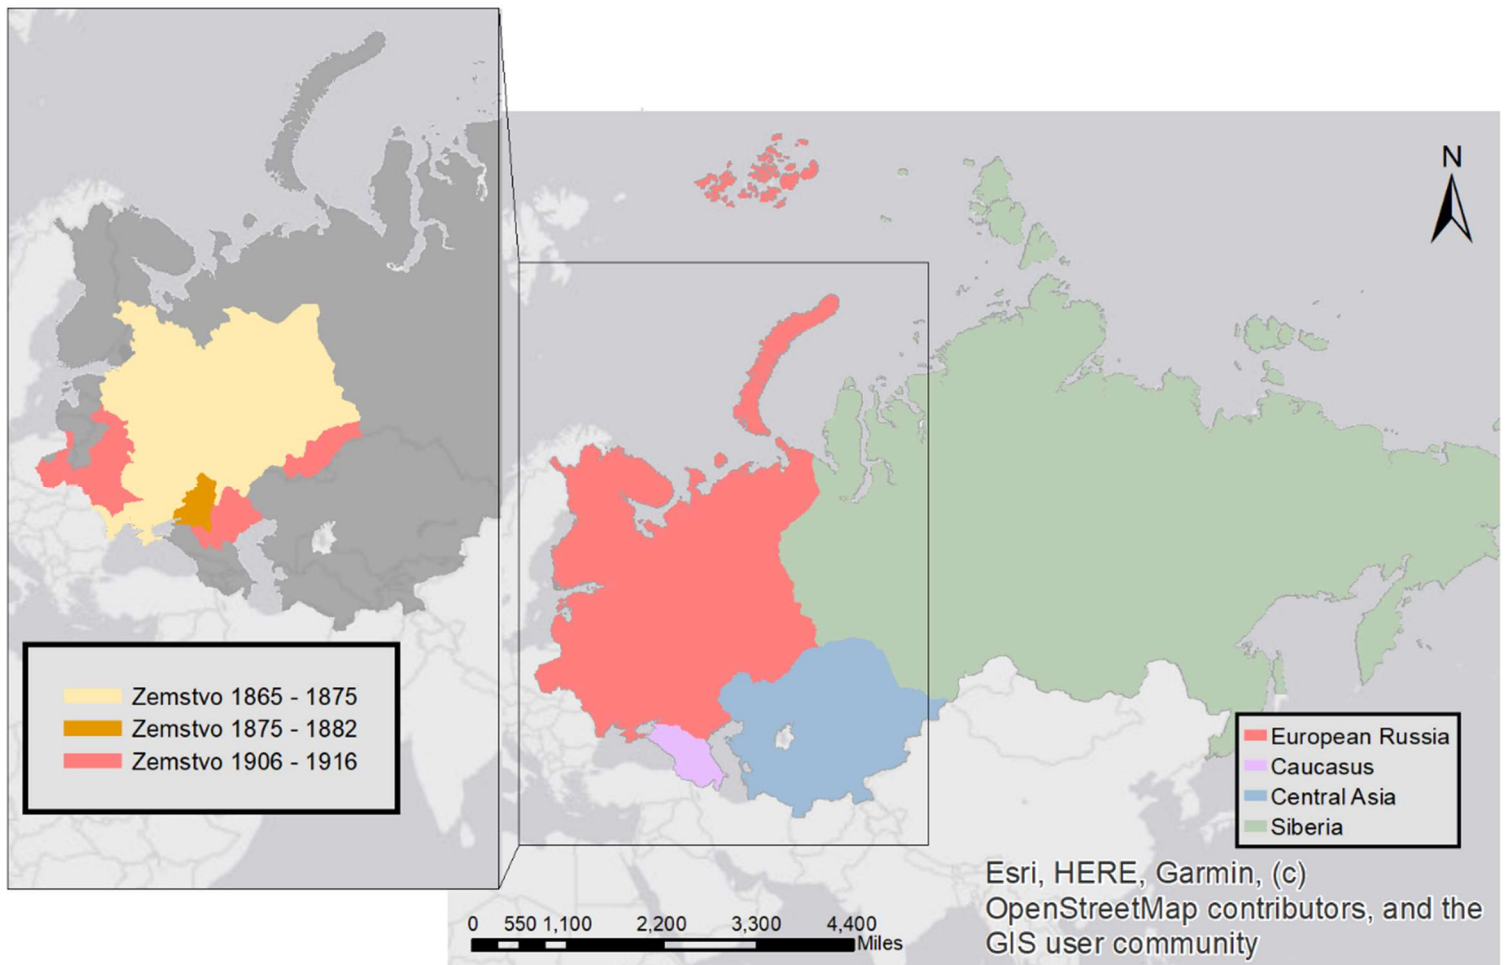 N
Zemstvo 1865 - 1875
Zemstvo 1875 - 1882
Zemstvo 1906 - 1916
European Russia
Caucasus
Central Asia
Siberia
Esri, HERE, Garmin, (c)
OpenStreetMap contributors, and the
GIS user community
0 550 1,100 2,200 3,300 4,400
Miles